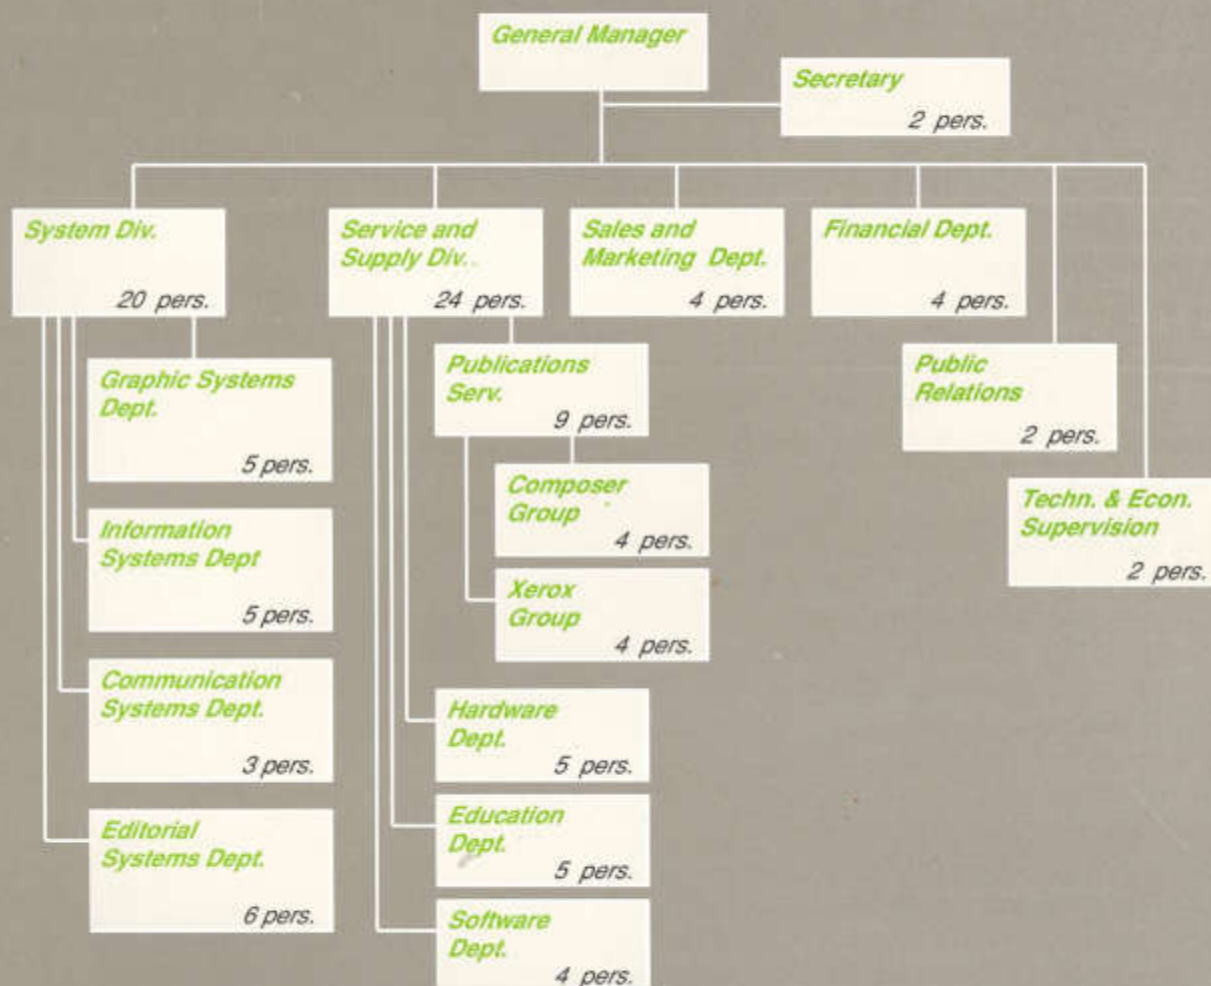 General Manager
Secretary
2 pers.
System Div.
20 pers.
Service and
Supply Div..
24 pers.
Sales and
Marketing Dept.
4 pers.
Financial Dept.
4 pers.
Graphic Systems
Dept.
5 pers.
Publications
Serv.
9 pers.
Public
Relations
2 pers.
Composer
Group
4 pers.
Techn. & Econ.
Supervision
2 pers.
Information
Systems Dept
5 pers.
Xerox
Group
4 pers.
Communication
Systems Dept.
3 pers.
Hardware
Dept.
5 pers.
Editorial
Systems Dept.
6 pers.
Education
Dept.
5 pers.
Software
Dept.
4 pers.